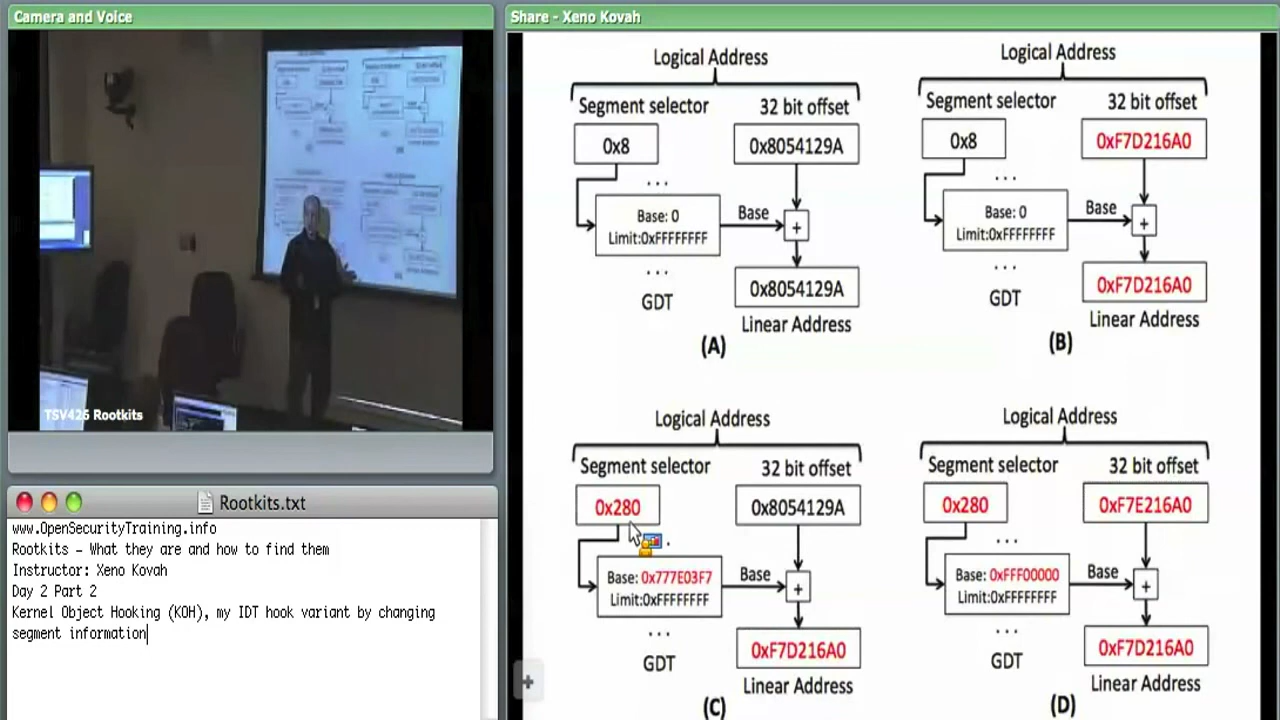 Camera and Voice
TSV426 Rootkits
Rootkits.txt
www.OpenSecurityTraining.info
Rootkits – What they are and how to find them
Instructor: Xeno Kovah
Day 2 Part 2
Kernel Object Hooking (KOH), my IDT hook variant by changing
segment information
Share - Xeno Kovah
Logical Address
Segment selector 32 bit offset
0x8 0x8054129A
...
Base: 0
Limit:0xFFFFFFFF
Base
+
...
GDT
0x8054129A
Linear Address
(A)
Logical Address
Segment selector 32 bit offset
0x8 0xF7D216A0
...
Base: 0
Limit:0xFFFFFFFF
Base
+
...
GDT
0xF7D216A0
Linear Address
(B)
Logical Address
Segment selector 32 bit offset
0x280 0x8054129A
Base: 0x777E03F7
Limit:0xFFFFFFFF
Base
+
...
GDT
0xF7D216A0
Linear Address
(C)
Logical Address
Segment selector 32 bit offset
0x280 0xF7E216A0
...
Base: 0xFFF00000
Limit:0xFFFFFFFF
Base
+
...
GDT
0xF7D216A0
Linear Address
(D)